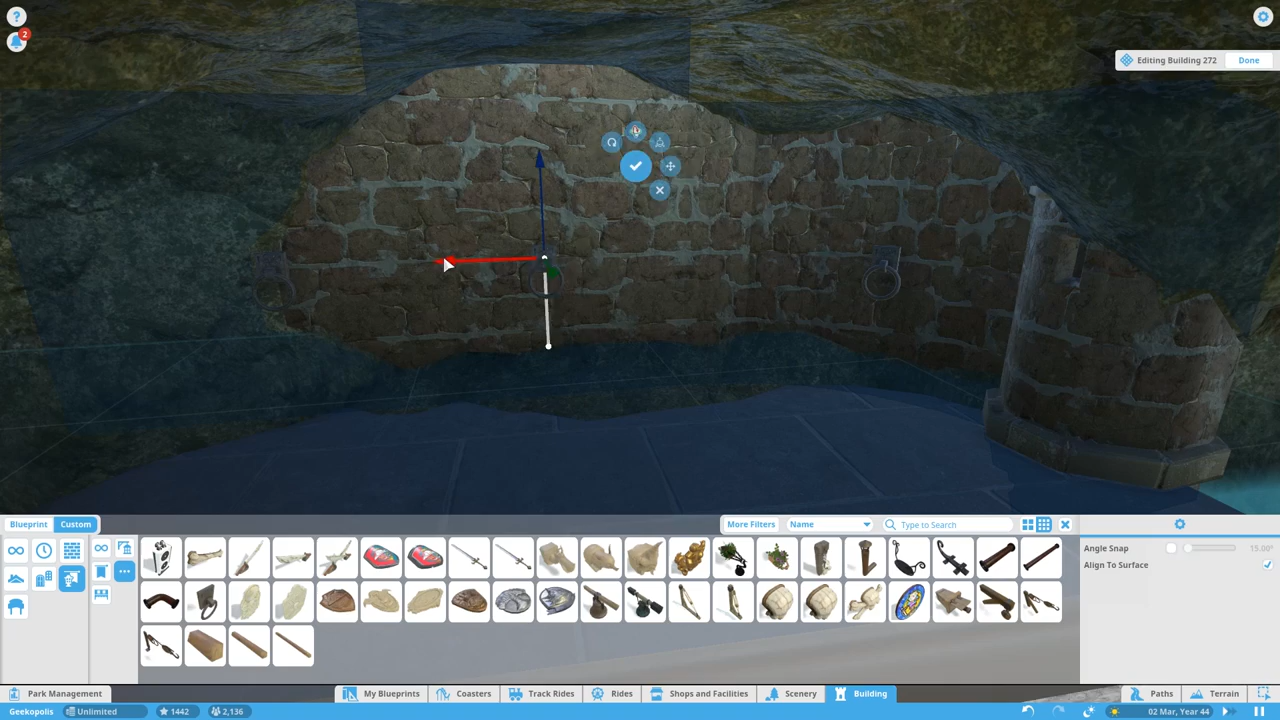 2
Editing Building 272 Done
Blueprint Custom More Filters Name Type to Search
Angle Snap 15.00°
Align To Surface
Park Management My Blueprints Coasters Track Rides Rides Shops and Facilities Scenery Building Paths Terrain
Geekopolis Unlimited 1442 2,136 02 Mar, Year 44